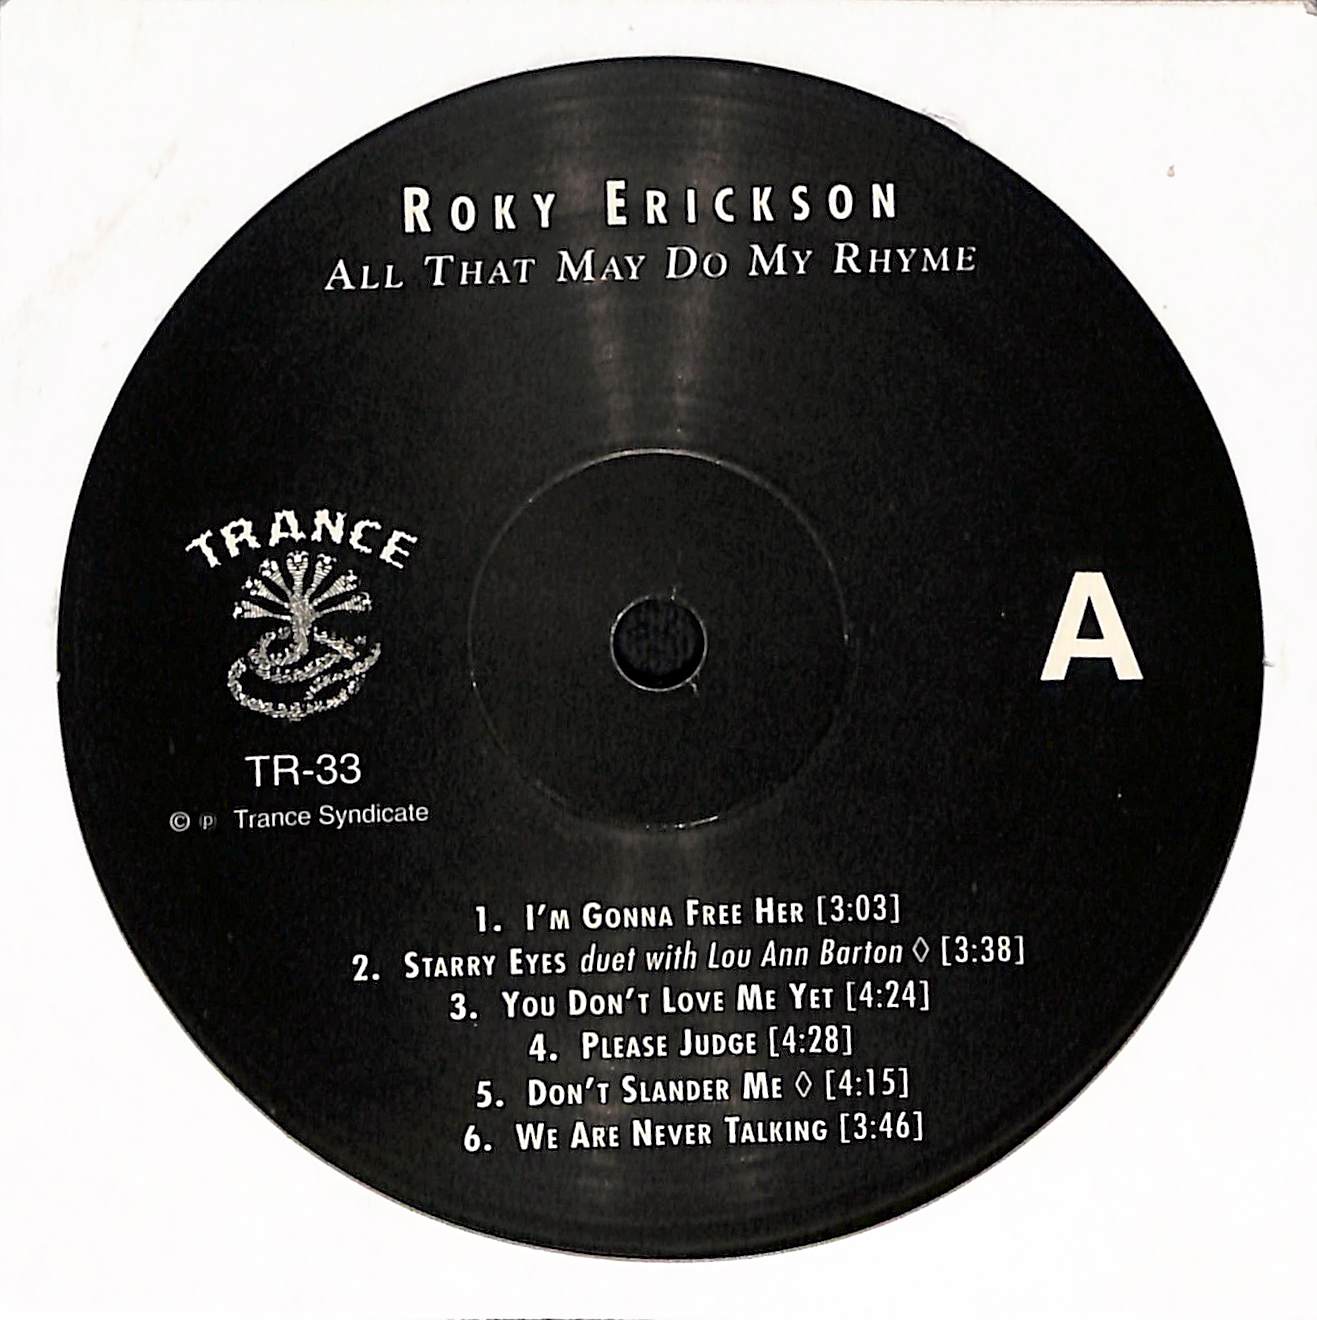 ROKY ERICKSON
ALL THAT MAY DO MY RHYME
TRANCE
TR-33
© ℗ Trance Syndicate
A
1. I'M GONNA FREE HER [3:03]
2. STARRY EYES duet with Lou Ann Barton ◊ [3:38]
3. YOU DON'T LOVE ME YET [4:24]
4. PLEASE JUDGE [4:28]
5. DON'T SLANDER ME ◊ [4:15]
6. WE ARE NEVER TALKING [3:46]